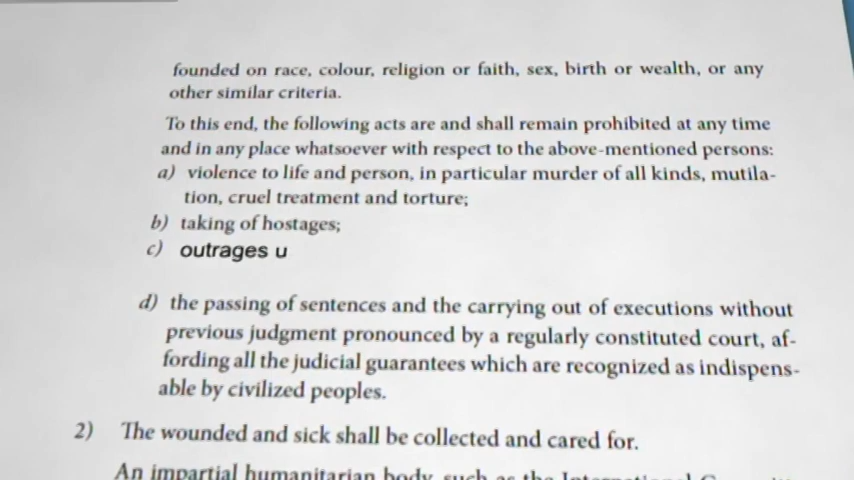 founded on race, colour, religion or faith, sex, birth or wealth, or any
other similar criteria.
To this end, the following acts are and shall remain prohibited at any time
and in any place whatsoever with respect to the above-mentioned persons:
a) violence to life and person, in particular murder of all kinds, mutila-
tion, cruel treatment and torture;
b) taking of hostages;
c) outrages u
d) the passing of sentences and the carrying out of executions without
previous judgment pronounced by a regularly constituted court, af-
fording all the judicial guarantees which are recognized as indispens-
able by civilized peoples.
2) The wounded and sick shall be collected and cared for.
An impartial humanitarian body, such as the International